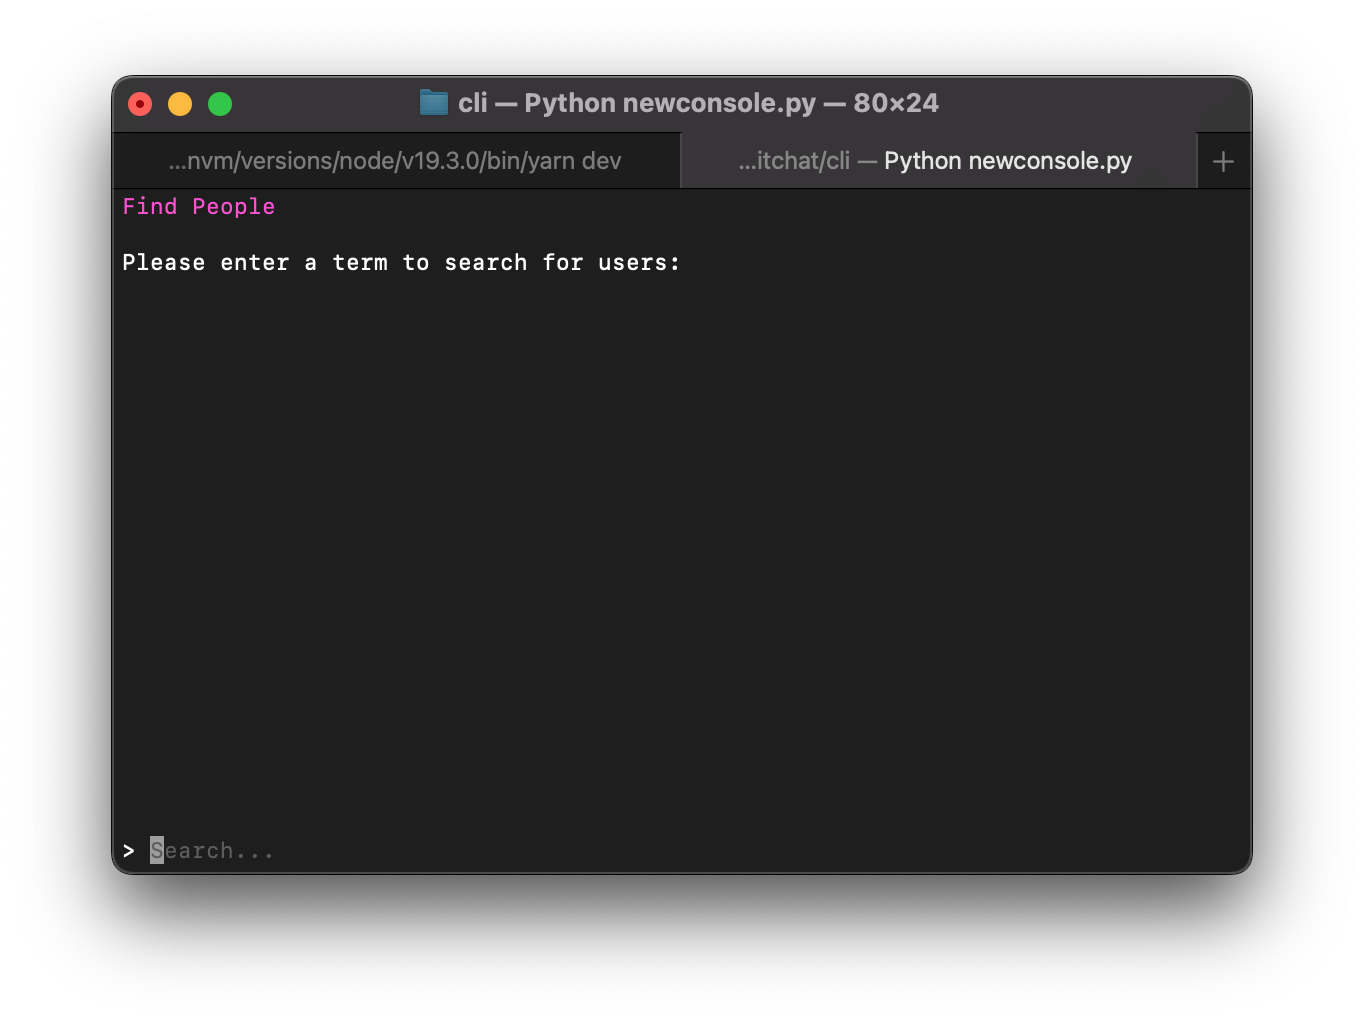 cli — Python newconsole.py — 80×24
...nvm/versions/node/v19.3.0/bin/yarn dev
...itchat/cli — Python newconsole.py
+
Find People
Please enter a term to search for users:
> Search...